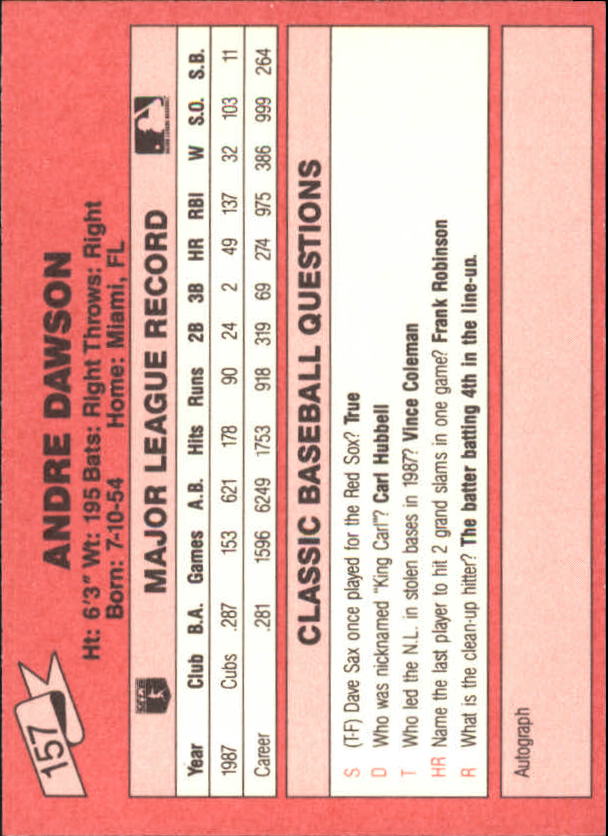 157
ANDRE DAWSON
Ht: 6'3" Wt: 195 Bats: Right Throws: Right
Born: 7-10-54 Home: Miami, FL
MAJOR LEAGUE RECORD
Year Club B.A. Games A.B. Hits Runs 2B 3B HR RBI W S.O. S.B.
1987 Cubs .287 153 621 178 90 24 2 49 137 32 103 11
Career .281 1596 6249 1753 918 319 69 274 975 386 999 264
CLASSIC BASEBALL QUESTIONS
S (T-F) Dave Sax once played for the Red Sox? True
D Who was nicknamed "King Carl"? Carl Hubbell
T Who led the N.L. in stolen bases in 1987? Vince Coleman
HR Name the last player to hit 2 grand slams in one game? Frank Robinson
R What is the clean-up hitter? The batter batting 4th in the line-up.
Autograph